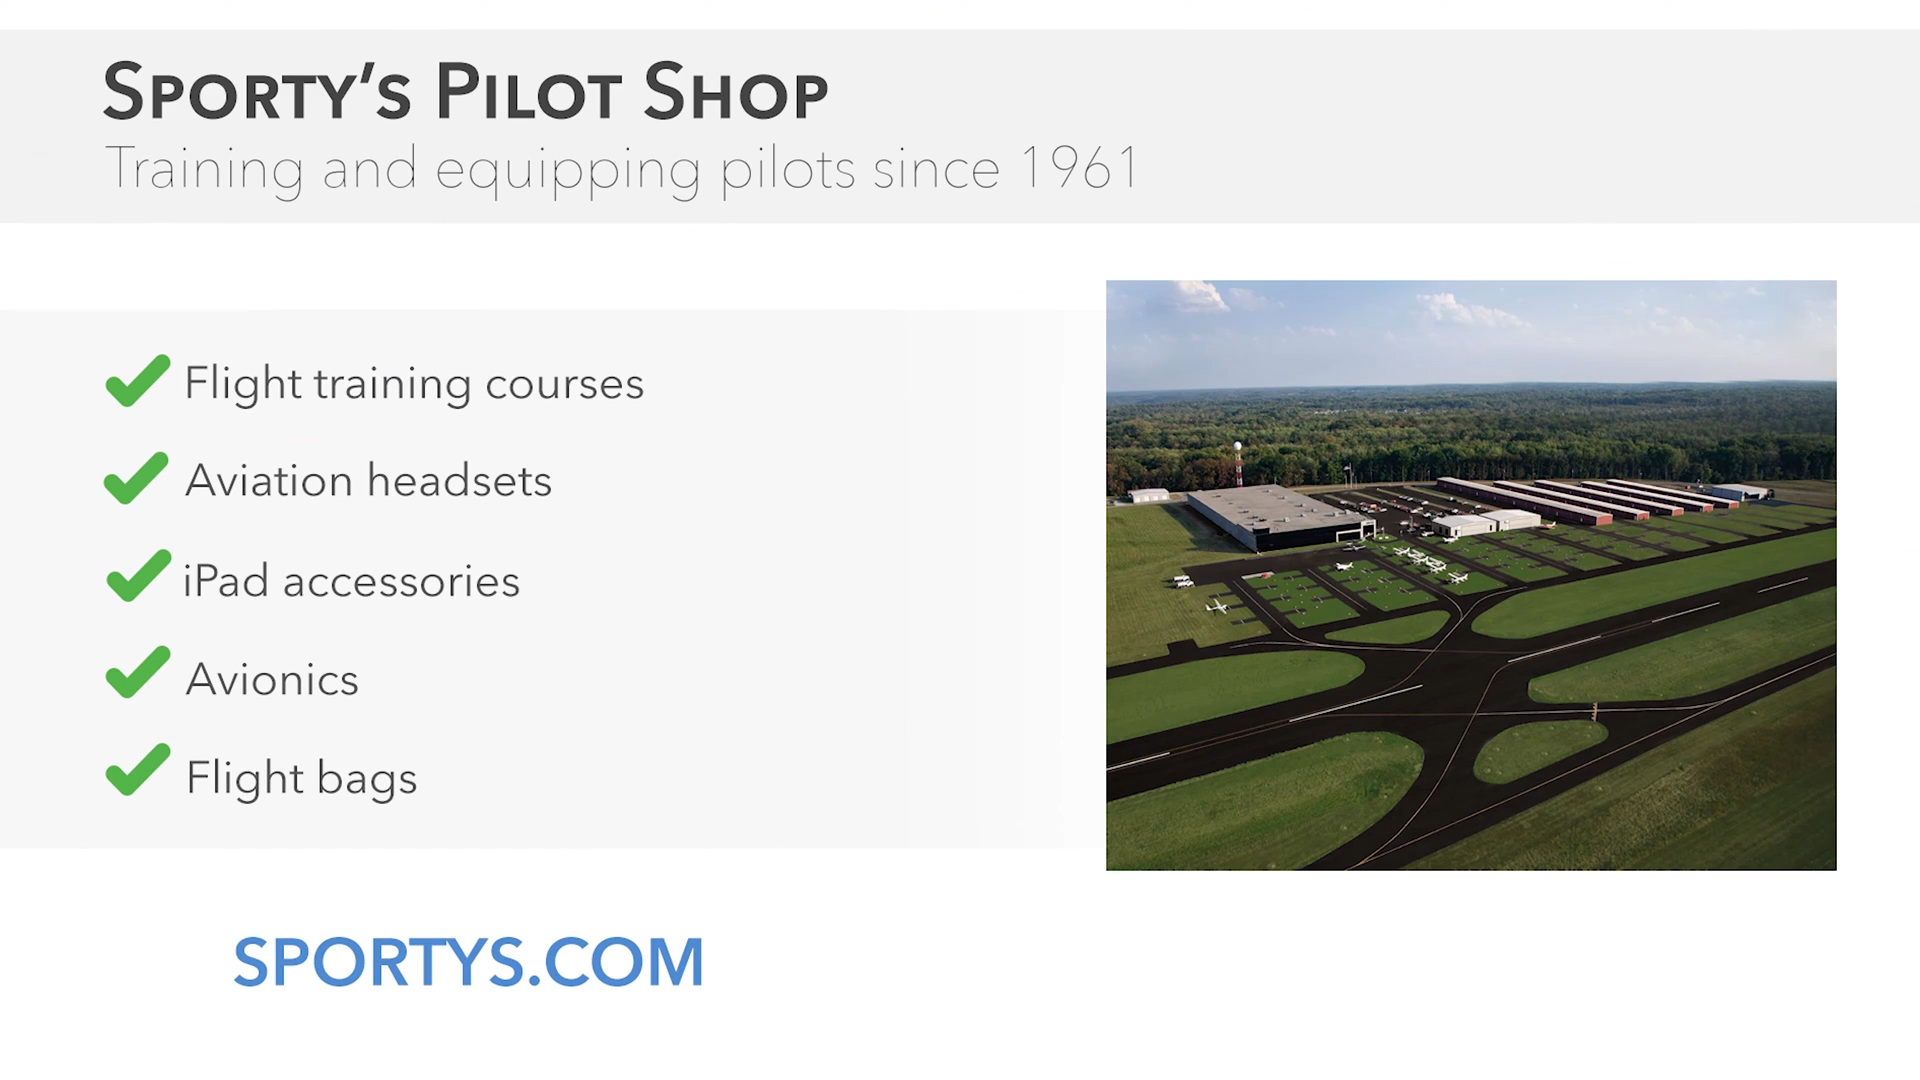 Sporty's Pilot Shop
Training and equipping pilots since 1961
Flight training courses
Aviation headsets
iPad accessories
Avionics
Flight bags
SPORTYS.COM